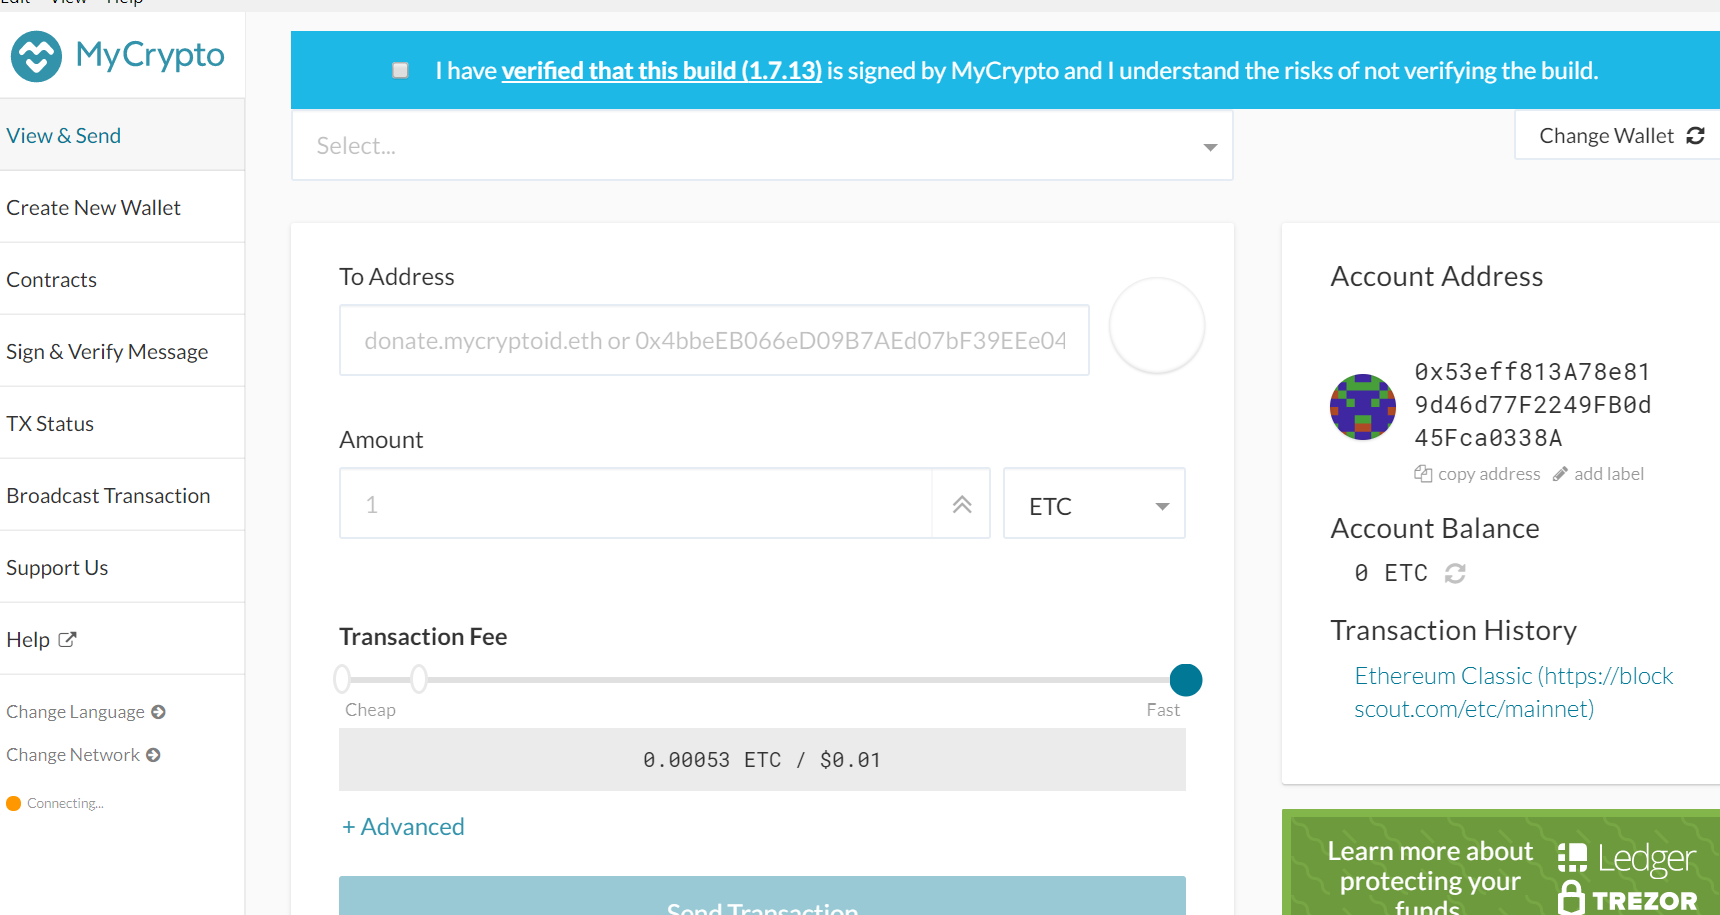 Edit View Help
MyCrypto
I have verified that this build (1.7.13) is signed by MyCrypto and I understand the risks of not verifying the build.
View & Send
Create New Wallet
Contracts
Sign & Verify Message
TX Status
Broadcast Transaction
Support Us
Help
Change Language
Change Network
Connecting...
Select...
Change Wallet
To Address
donate.mycryptoid.eth or 0x4bbeEB066eD09B7AEd07bF39EEe04
Amount
1
ETC
Transaction Fee
Cheap
Fast
0.00053 ETC / $0.01
+ Advanced
Send Transaction
Account Address
0x53eff813A78e81
9d46d77F2249FB0d
45Fca0338A
copy address
add label
Account Balance
0 ETC
Transaction History
Ethereum Classic (https://block
scout.com/etc/mainnet)
Learn more about
protecting your
funds
Ledger
TREZOR